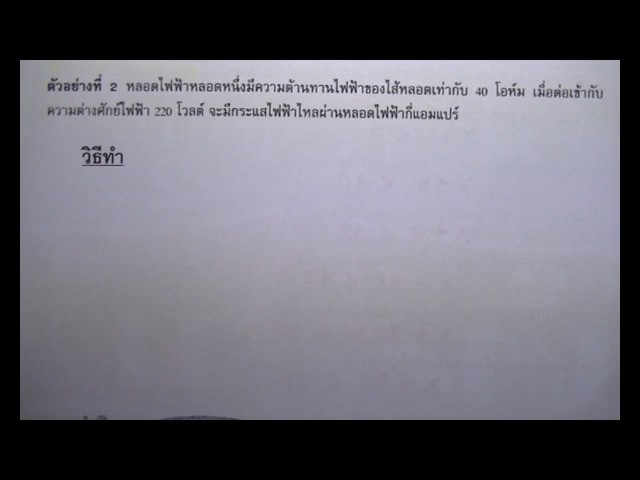 ตัวอย่างที่ 2 หลอดไฟฟ้าหลอดหนึ่งมีความต้านทานไฟฟ้าของไส้หลอดเท่ากับ 40 โอห์ม เมื่อต่อเข้ากับ
ความต่างศักย์ไฟฟ้า 220 โวลต์ จะมีกระแสไฟฟ้าไหลผ่านหลอดไฟฟ้ากี่แอมแปร์
วิธีทำ